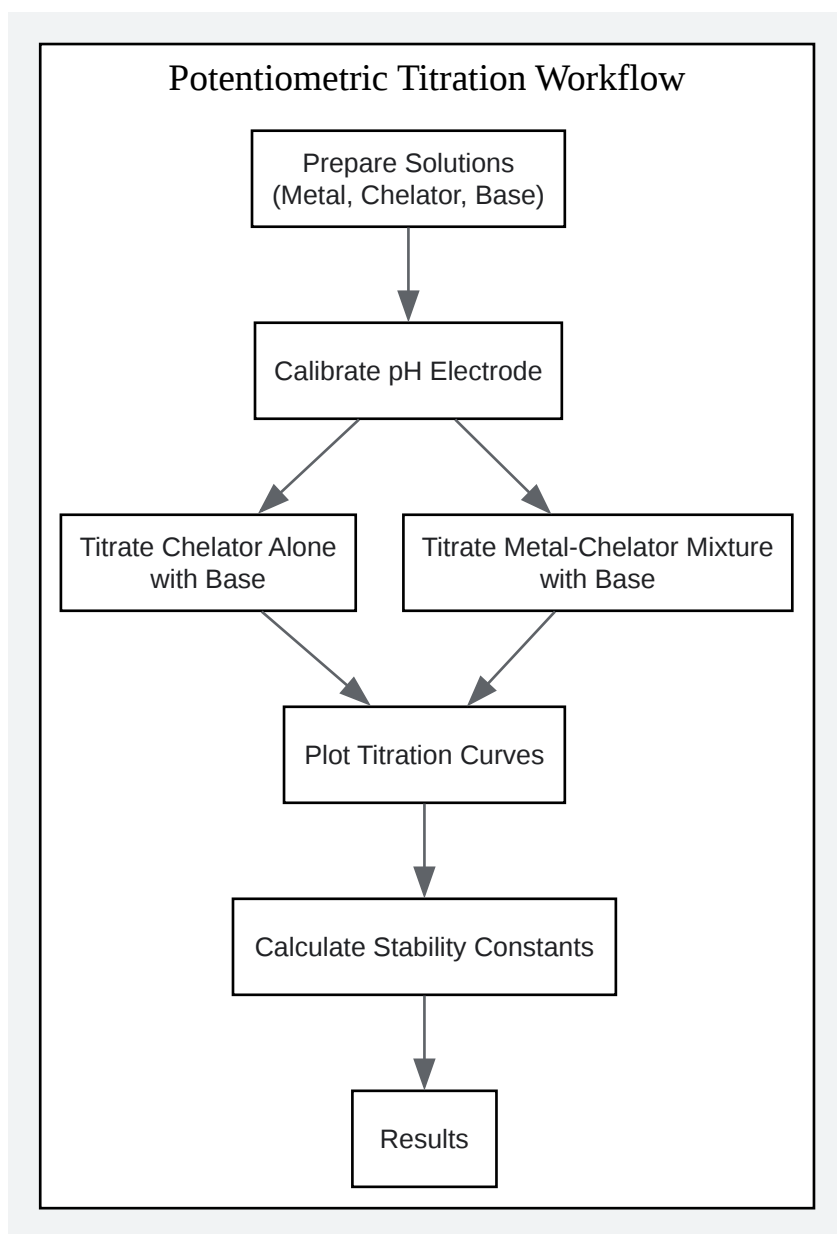 Potentiometric Titration Workflow
Prepare Solutions
(Metal, Chelator, Base)
Calibrate pH Electrode
Titrate Chelator Alone
with Base
Titrate Metal-Chelator Mixture
with Base
Plot Titration Curves
Calculate Stability Constants
Results